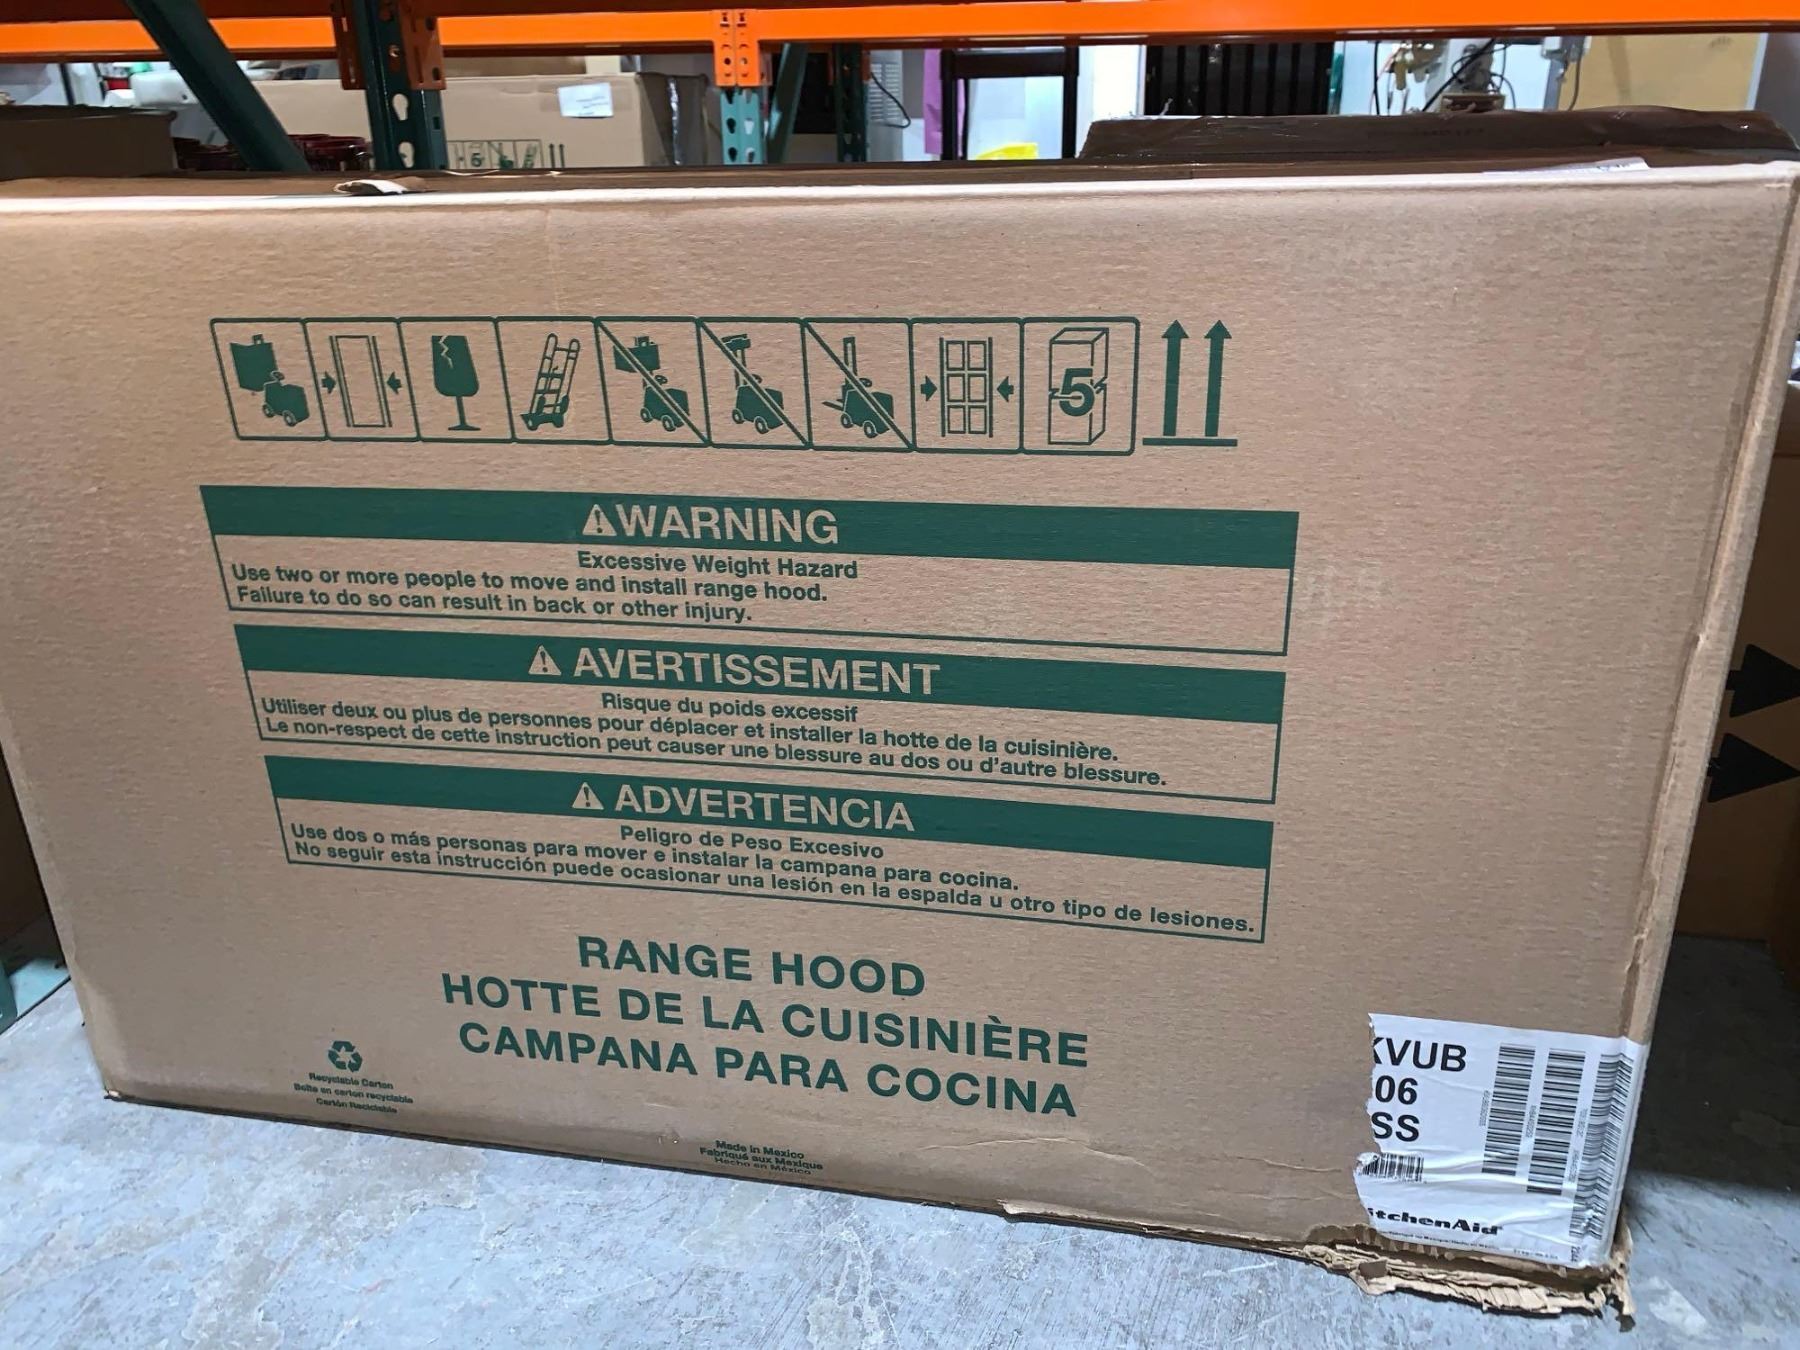 5
WARNING
Excessive Weight Hazard
Use two or more people to move and install range hood.
Failure to do so can result in back or other injury.
AVERTISSEMENT
Risque du poids excessif
Utiliser deux ou plus de personnes pour déplacer et installer la hotte de la cuisinière.
Le non-respect de cette instruction peut causer une blessure au dos ou d'autre blessure.
ADVERTENCIA
Peligro de Peso Excesivo
Use dos o más personas para mover e instalar la campana para cocina.
No seguir esta instrucción puede ocasionar una lesión en la espalda u otro tipo de lesiones.
RANGE HOOD
HOTTE DE LA CUISINIÈRE
CAMPANA PARA COCINA
Recyclable Carton
Boîte en carton recyclable
Cartón Reciclable
Made in Mexico
Fabriqué aux Mexique
Hecho en México
KVUB
06
SS
itchenAid